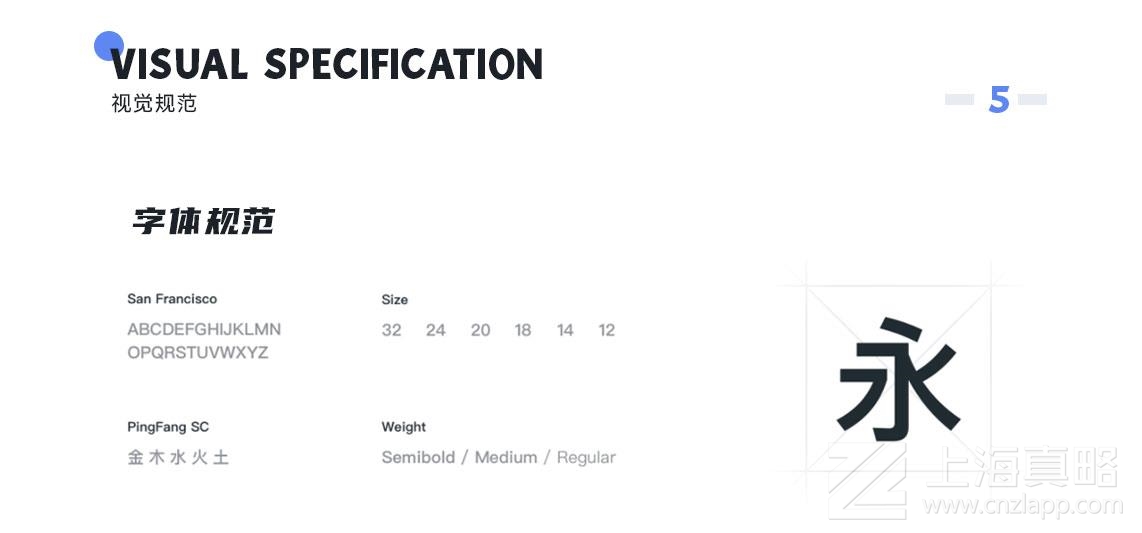 VISUAL SPECIFICATION
视觉规范
5
字体规范
San Francisco
ABCDEFGHIJKLMN
OPQRSTUVWXYZ
Size
32 24 20 18 14 12
PingFang SC
金木水火土
Weight
Semibold / Medium / Regular
永
上海真略
www.cnzlapp.com